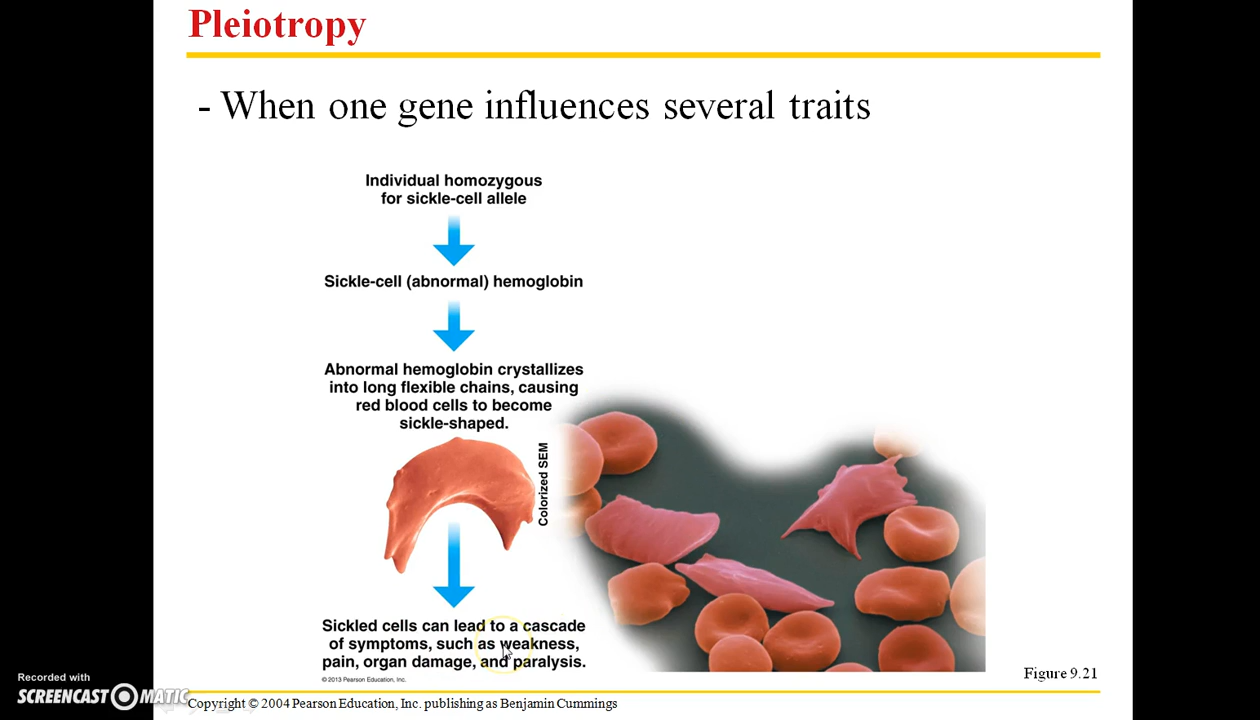 Pleiotropy
- When one gene influences several traits
Individual homozygous
for sickle-cell allele
Sickle-cell (abnormal) hemoglobin
Abnormal hemoglobin crystallizes
into long flexible chains, causing
red blood cells to become
sickle-shaped.
Colorized SEM
Sickled cells can lead to a cascade
of symptoms, such as weakness,
pain, organ damage, and paralysis.
© 2013 Pearson Education, Inc.
Figure 9.21
Recorded with
SCREENCAST MATIC
Copyright © 2004 Pearson Education, Inc. publishing as Benjamin Cummings